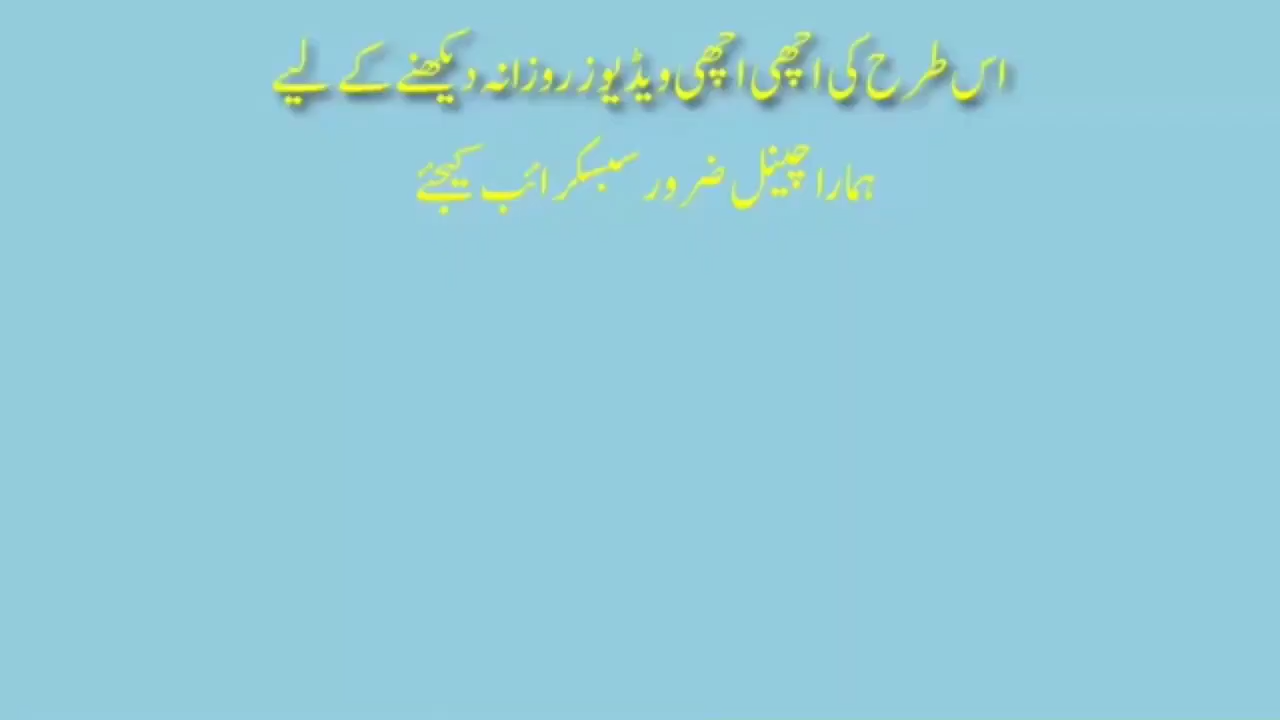 اس طرح کی اچھی اچھی ویڈیوز روزانہ دیکھنے کے لیے
ہمارا چینل ضرور سبسکرائب کیجئے